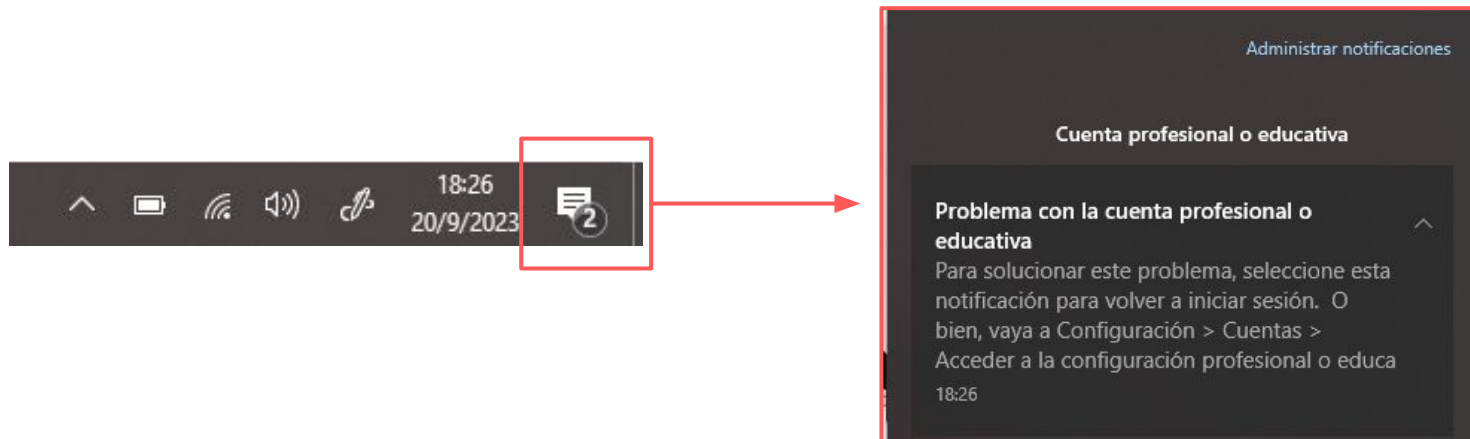 18:26
20/9/2023
2
Administrar notificaciones
Cuenta profesional o educativa
Problema con la cuenta profesional o
educativa
Para solucionar este problema, seleccione esta
notificación para volver a iniciar sesión.  O
bien, vaya a Configuración > Cuentas >
Acceder a la configuración profesional o educa
18:26